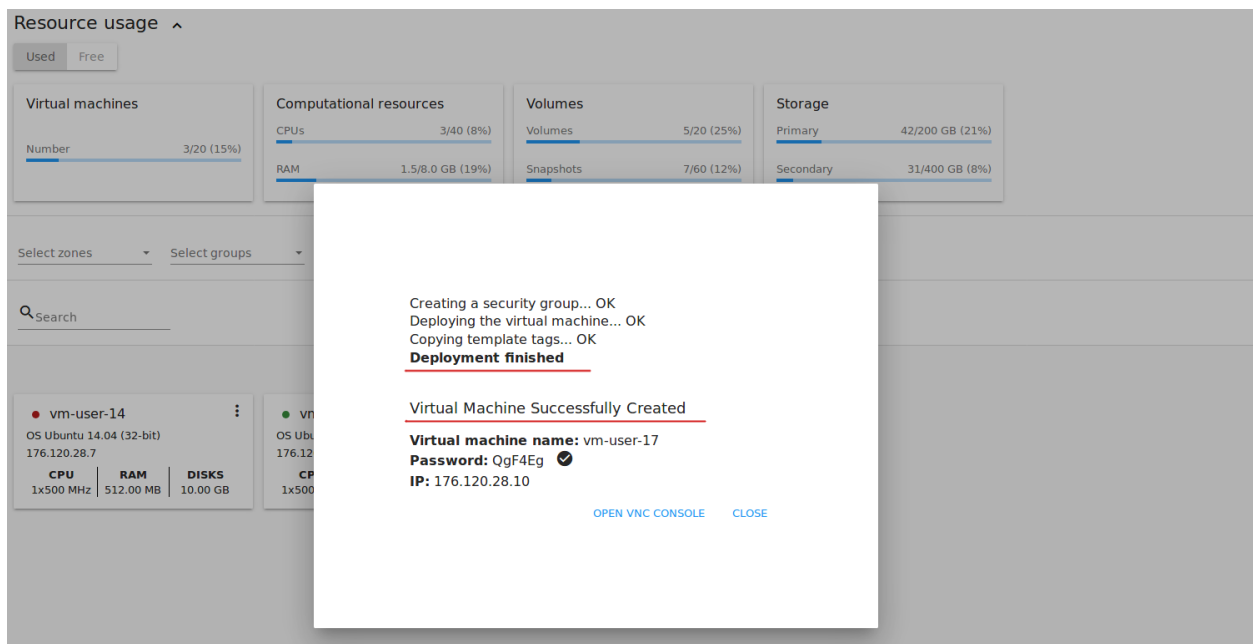 Resource usage
Used Free
Virtual machines
Number 3/20 (15%)
Computational resources
CPUs 3/40 (8%)
RAM 1.5/8.0 GB (19%)
Volumes
Volumes 5/20 (25%)
Snapshots 7/60 (12%)
Storage
Primary 42/200 GB (21%)
Secondary 31/400 GB (8%)
Select zones Select groups
Search
Creating a security group... OK
Deploying the virtual machine... OK
Copying template tags... OK
Deployment finished
Virtual Machine Successfully Created
Virtual machine name: vm-user-17
Password: QgF4Eg
IP: 176.120.28.10
OPEN VNC CONSOLE CLOSE
vm-user-14
OS Ubuntu 14.04 (32-bit)
176.120.28.7
CPU RAM DISKS
1x500 MHz 512.00 MB 10.00 GB